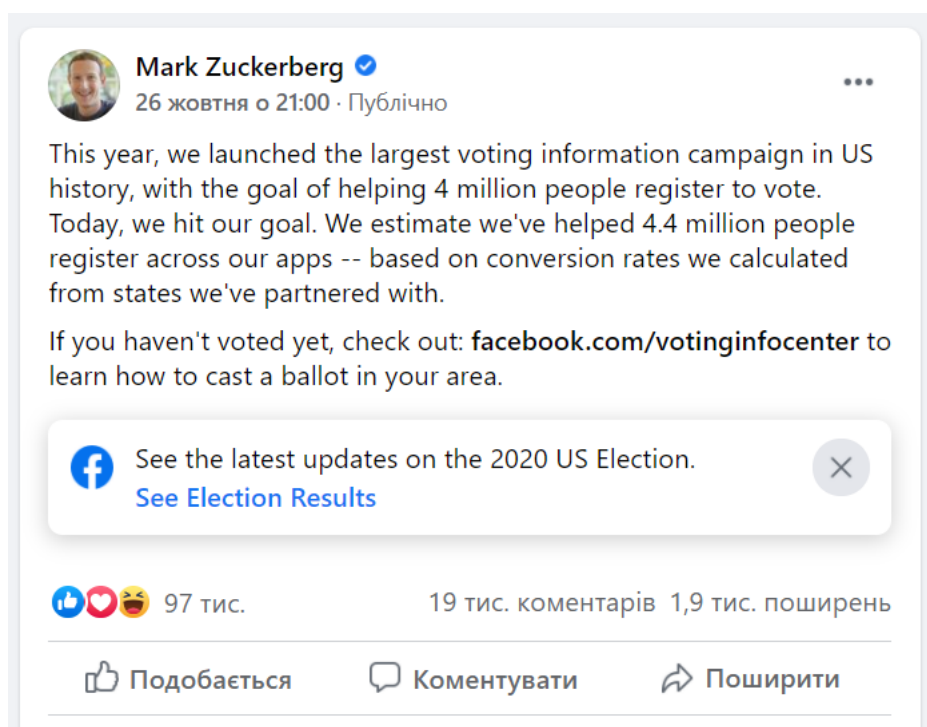 Mark Zuckerberg
26 жовтня о 21:00 · Публічно
This year, we launched the largest voting information campaign in US
history, with the goal of helping 4 million people register to vote.
Today, we hit our goal. We estimate we've helped 4.4 million people
register across our apps -- based on conversion rates we calculated
from states we've partnered with.
If you haven't voted yet, check out: facebook.com/votinginfocenter to
learn how to cast a ballot in your area.
See the latest updates on the 2020 US Election.
See Election Results
97 тис. 19 тис. коментарів 1,9 тис. поширень
Подобається Коментувати Поширити